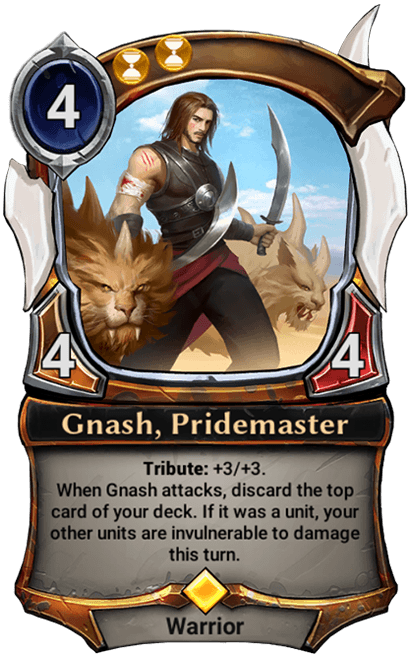 4
4
4
Gnash, Pridemaster
Tribute: +3/+3.
When Gnash attacks, discard the top
card of your deck. If it was a unit, your
other units are invulnerable to damage
this turn.
Warrior